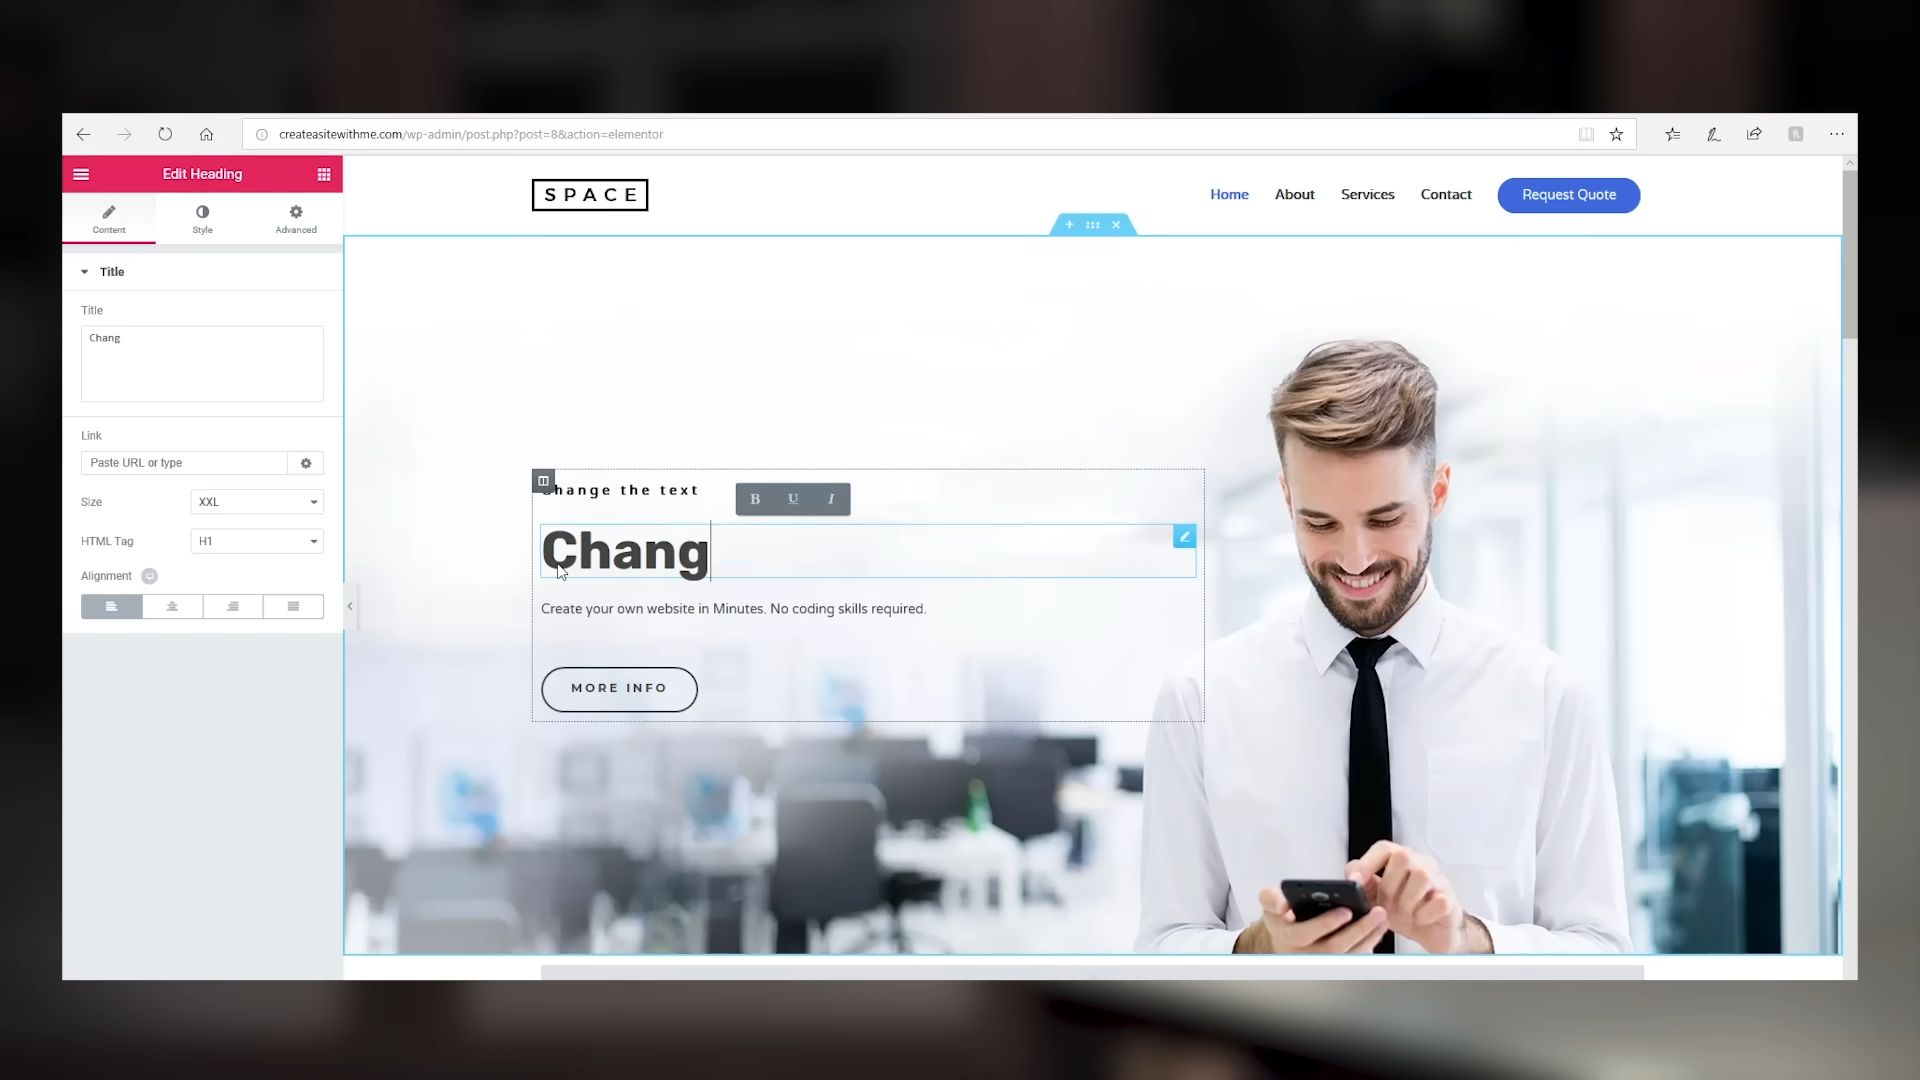 createasitewithme.com/wp-admin/post.php?post=8&action=elementor
Edit Heading
Content
Style
Advanced
Title
Title
Chang
Link
Paste URL or type
Size
XXL
HTML Tag
H1
Alignment
SPACE
Home
About
Services
Contact
Request Quote
Change the text
B U I
Chang
Create your own website in Minutes. No coding skills required.
MORE INFO